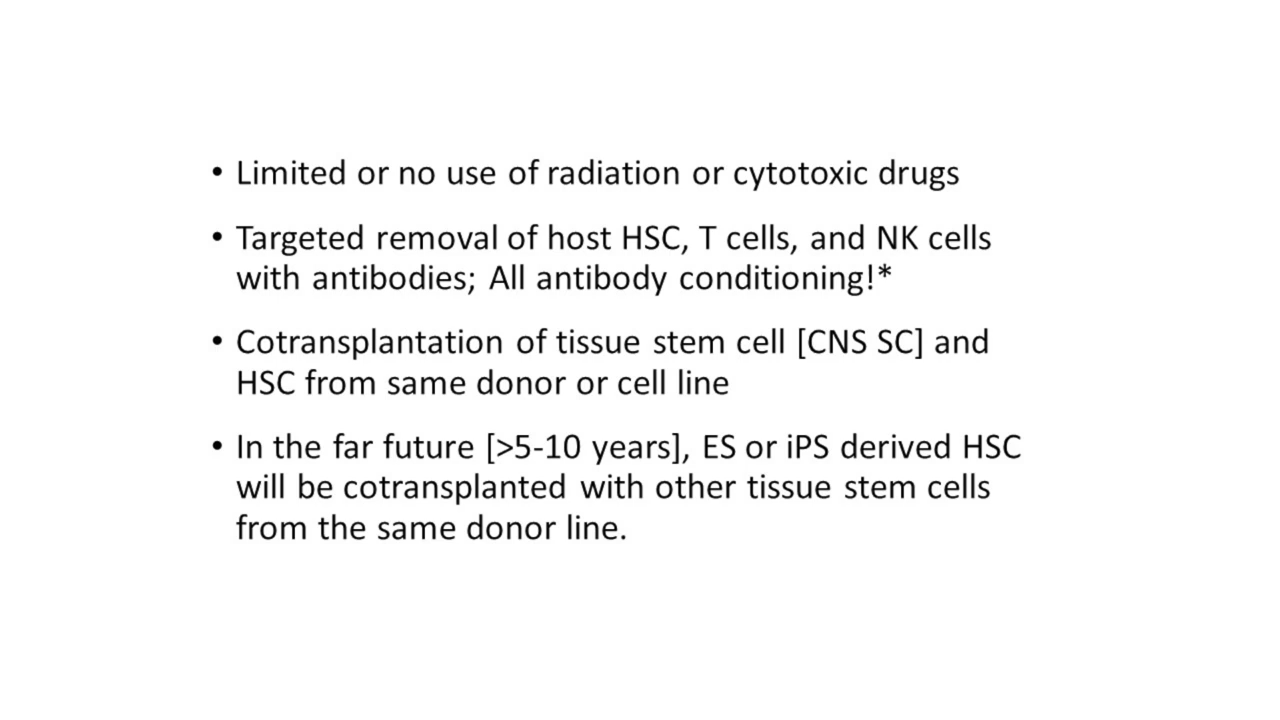 • Limited or no use of radiation or cytotoxic drugs
• Targeted removal of host HSC, T cells, and NK cells
with antibodies; All antibody conditioning!*
• Cotransplantation of tissue stem cell [CNS SC] and
HSC from same donor or cell line
• In the far future [>5-10 years], ES or iPS derived HSC
will be cotransplanted with other tissue stem cells
from the same donor line.